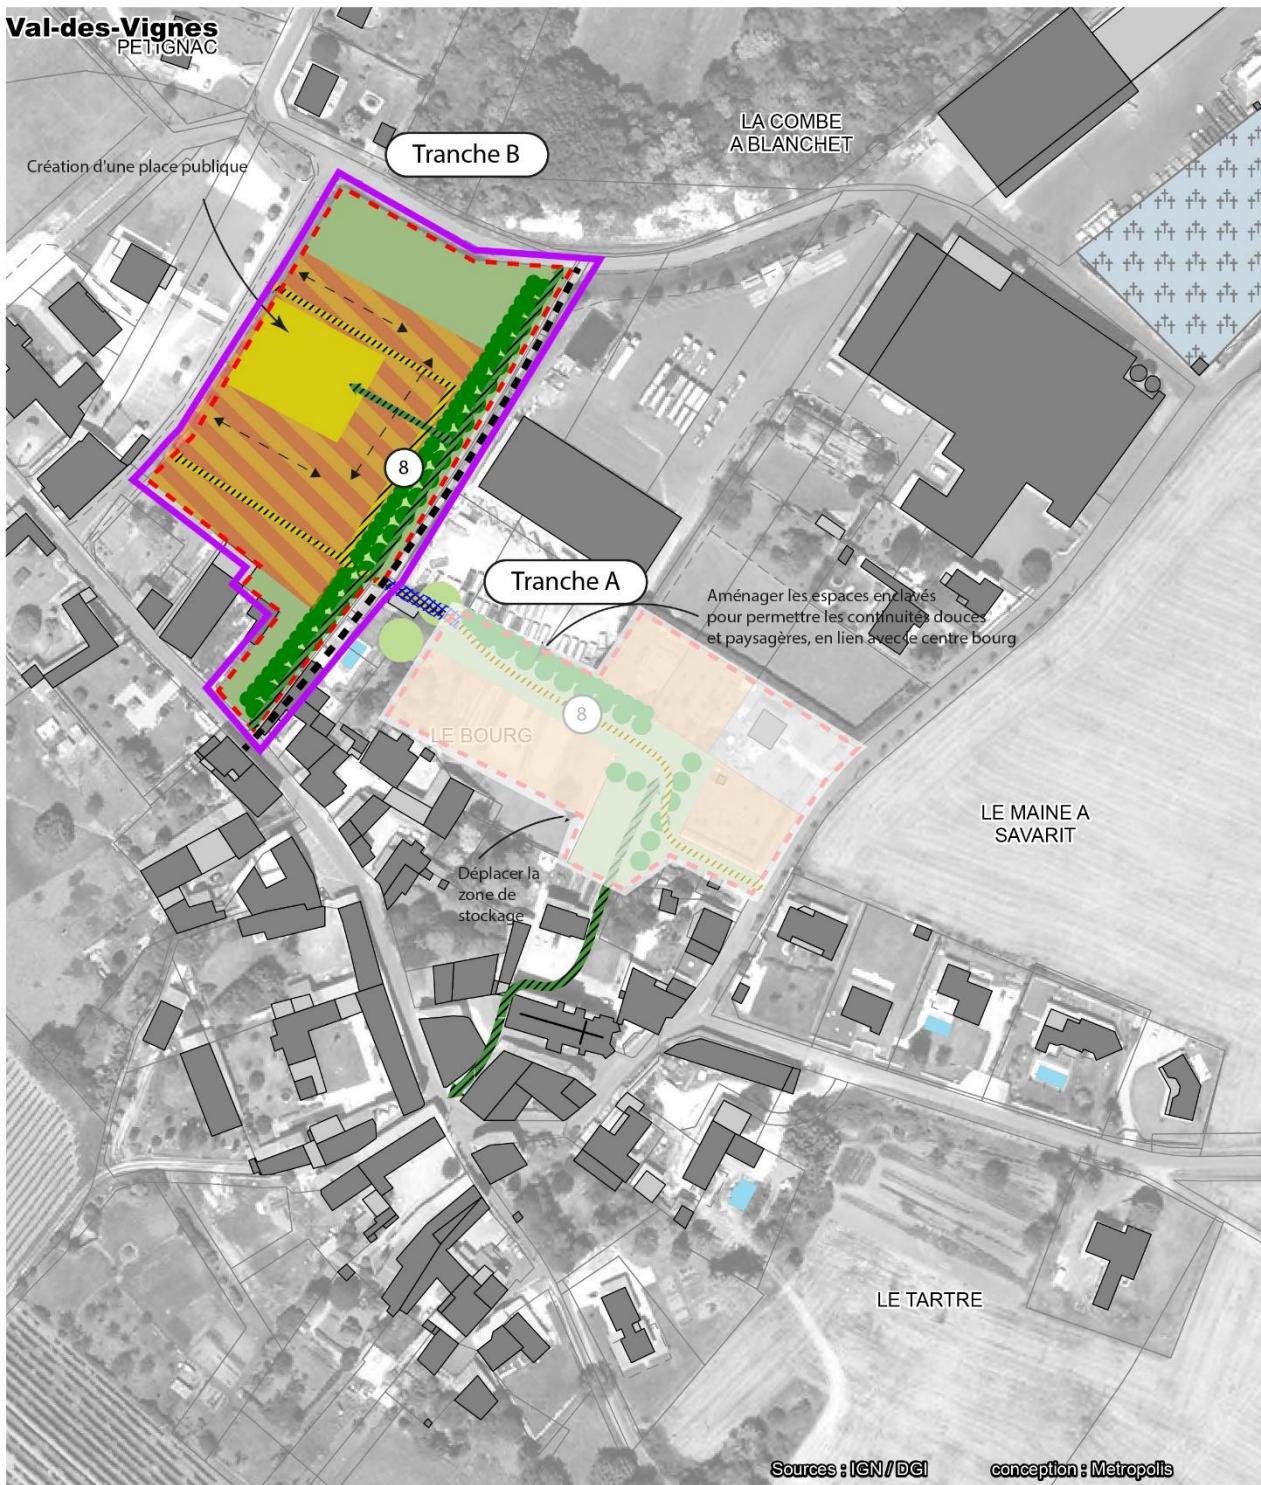 Val-des-Vignes
PETIGNAC
LA COMBE
A BLANCHET
Tranche B
Création d'une place publique
8
Tranche A
Aménager les espaces enclavés
pour permettre les continuités douces
et paysagères, en lien avec le centre bourg
8
LE BOURG
LE MAINE A
SAVARIT
Déplacer la
zone de
stockage
LE TARTRE
Sources : IGN / DGI
conception : Metropolis